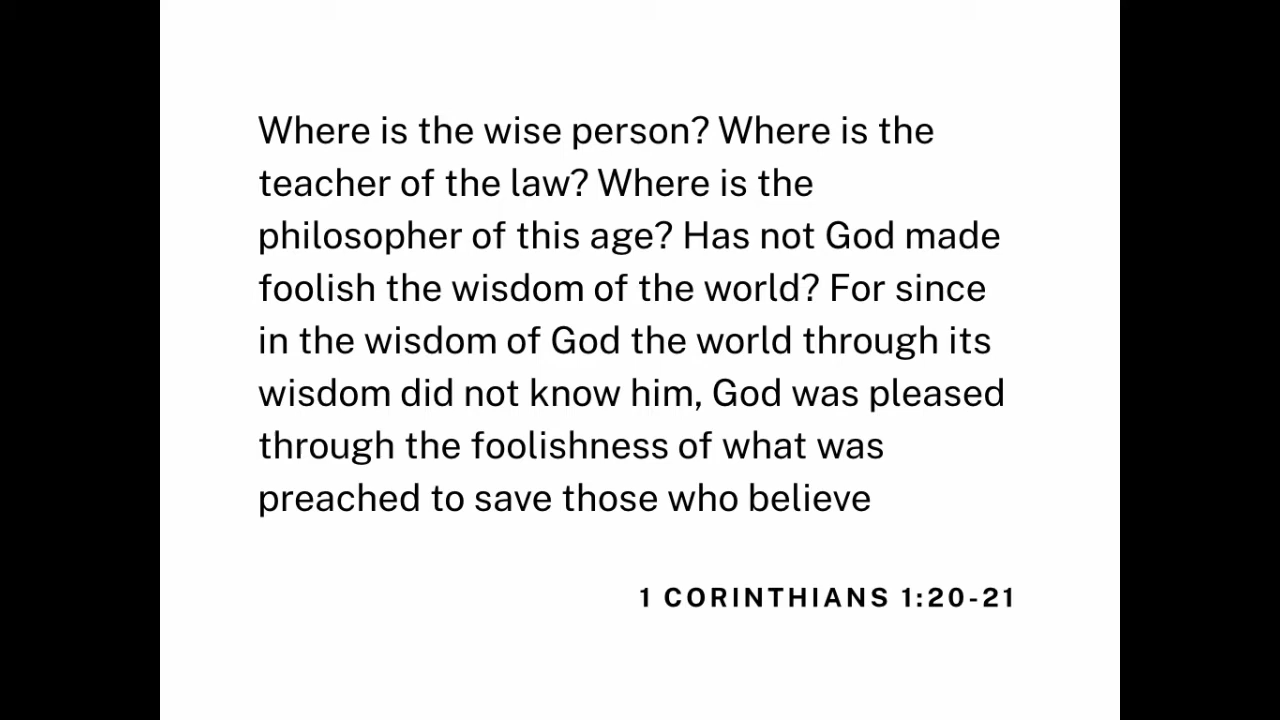 Where is the wise person? Where is the
teacher of the law? Where is the
philosopher of this age? Has not God made
foolish the wisdom of the world? For since
in the wisdom of God the world through its
wisdom did not know him, God was pleased
through the foolishness of what was
preached to save those who believe
1 CORINTHIANS 1:20-21